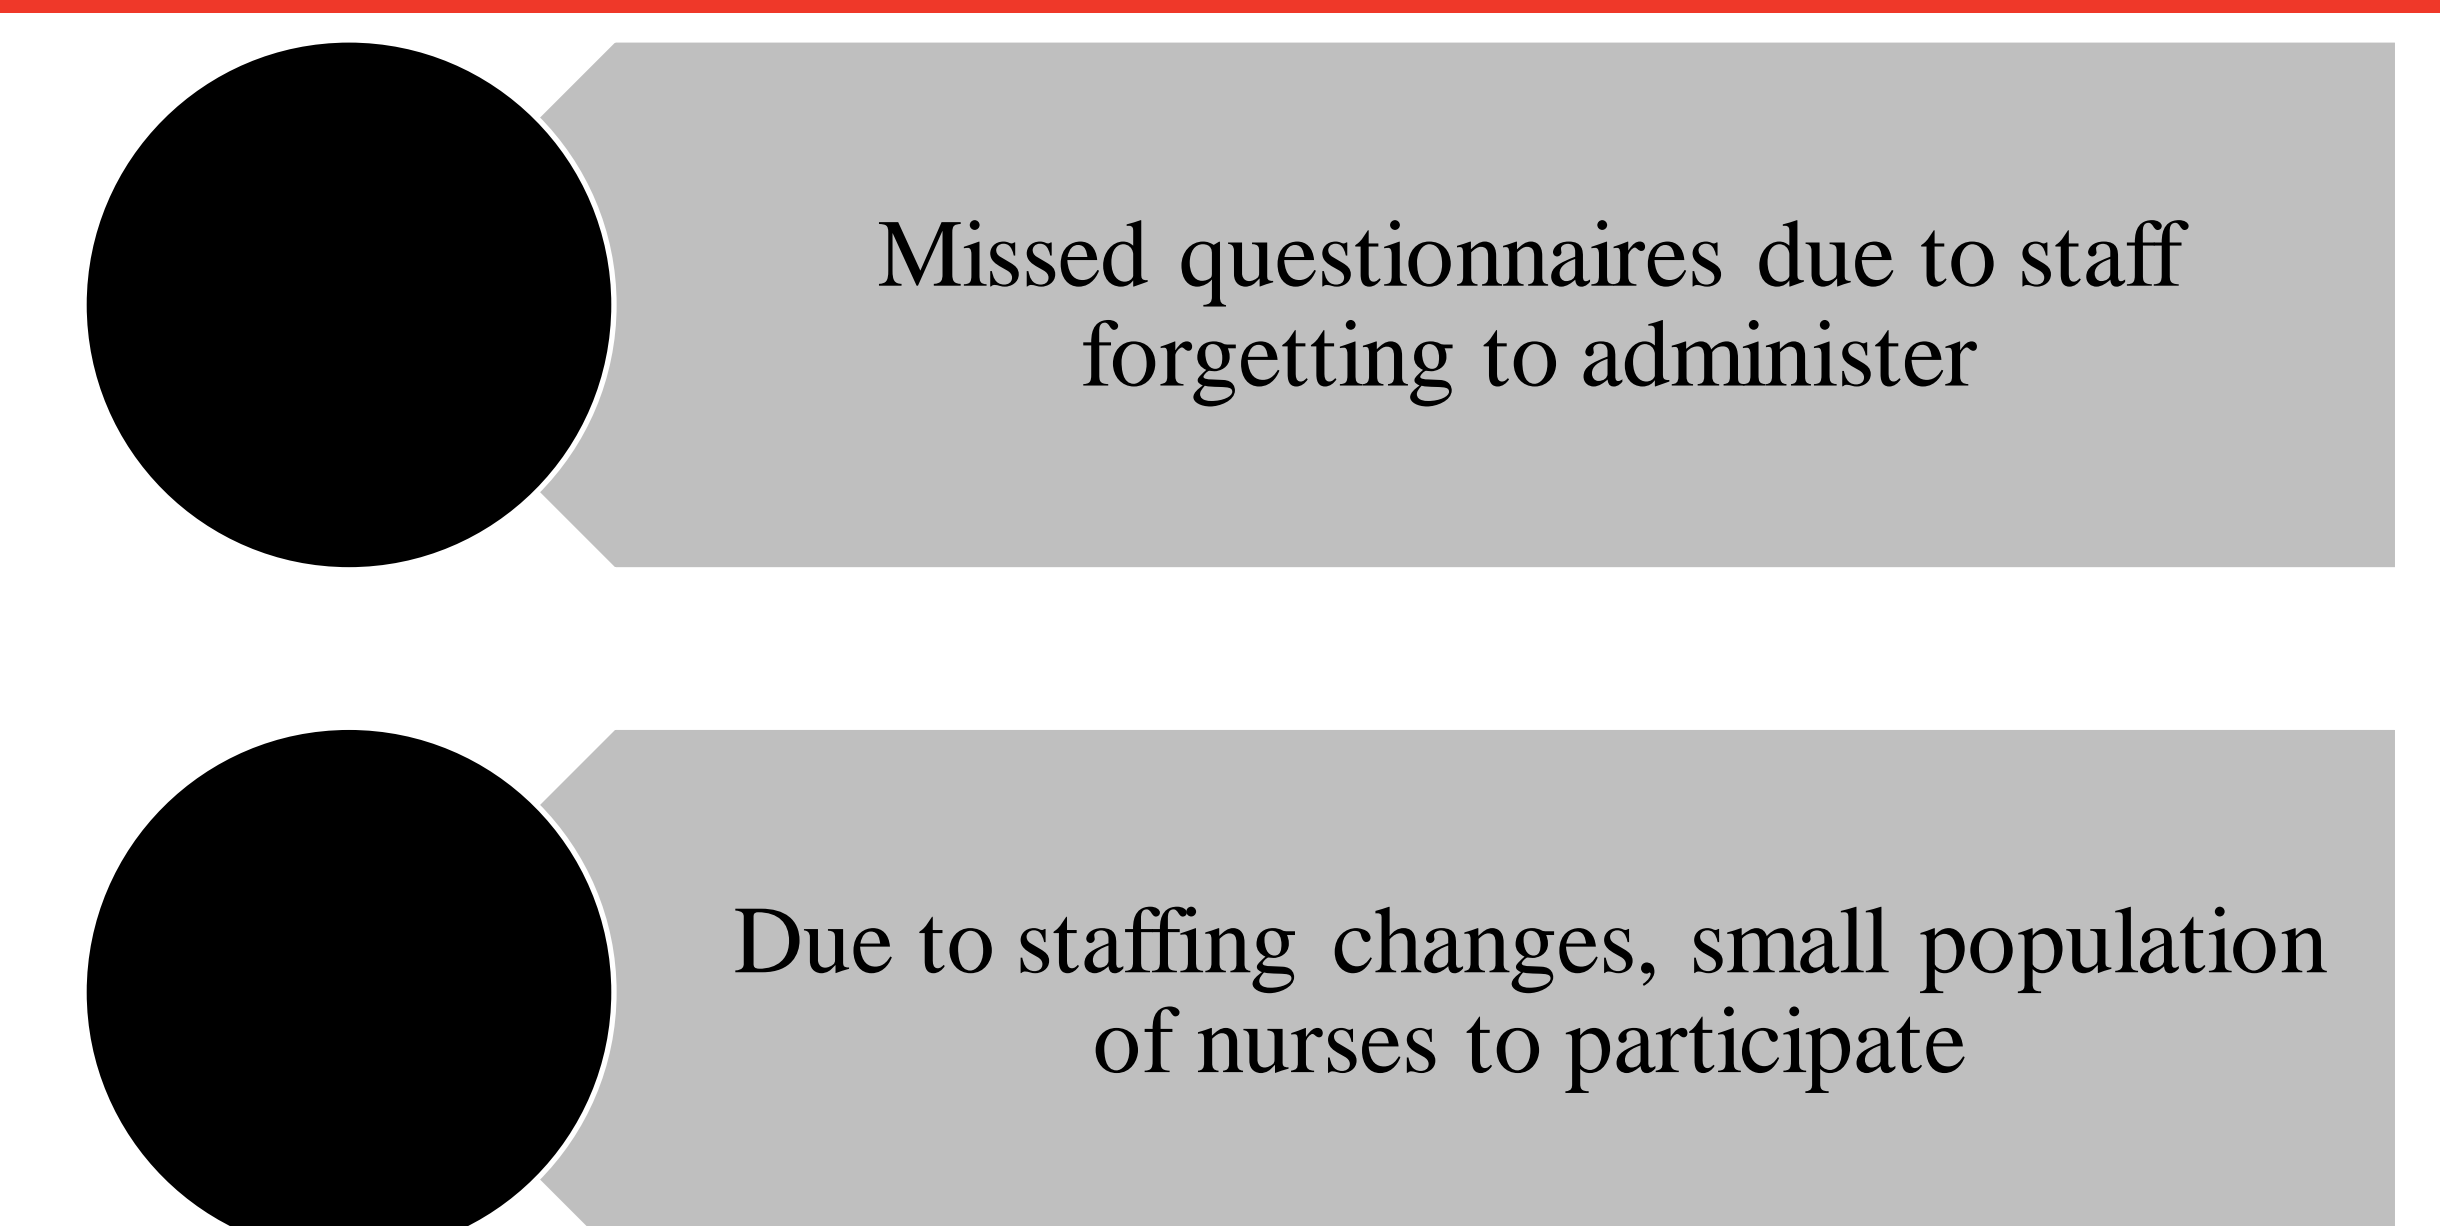 Missed questionnaires due to staff
forgetting to administer
Due to staffing changes, small population
of nurses to participate